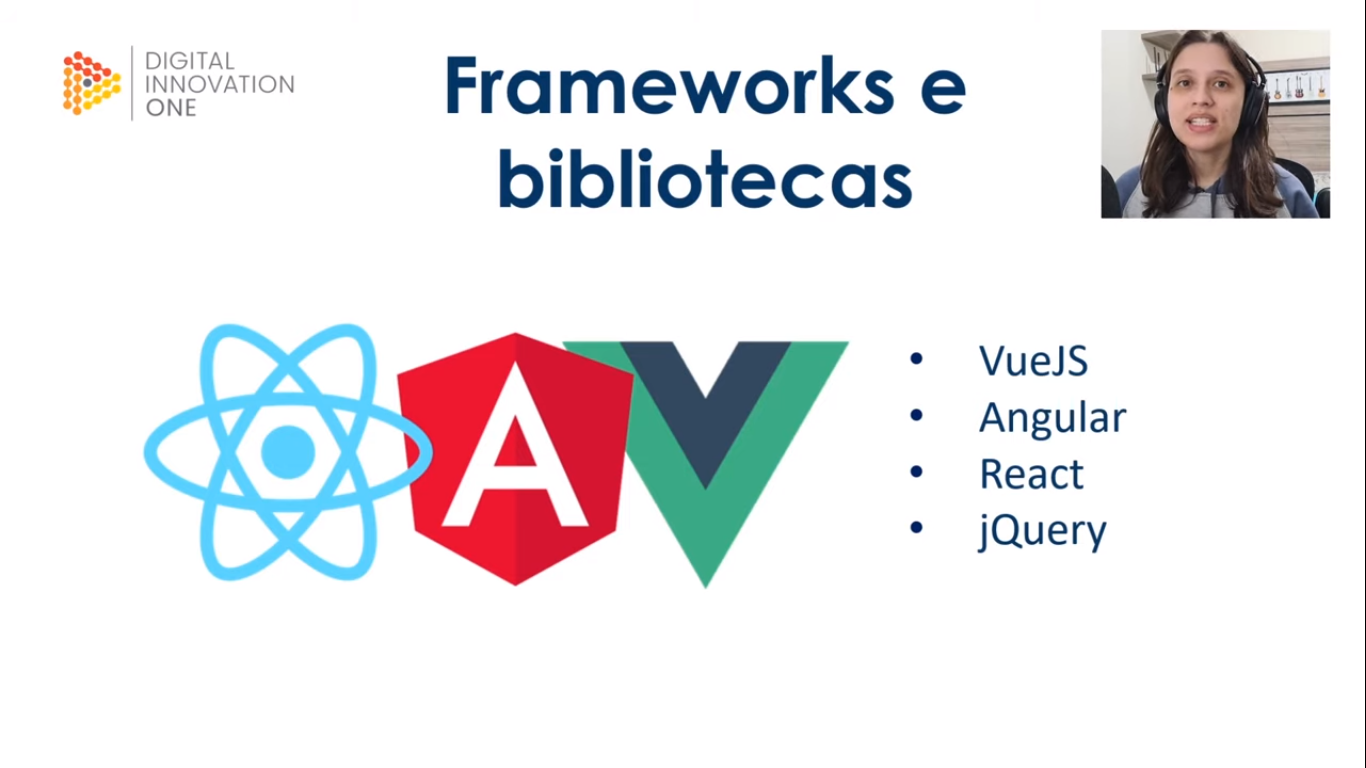 DIGITAL
INNOVATION
ONE
Frameworks e
bibliotecas
A
• VueJS
• Angular
• React
• jQuery